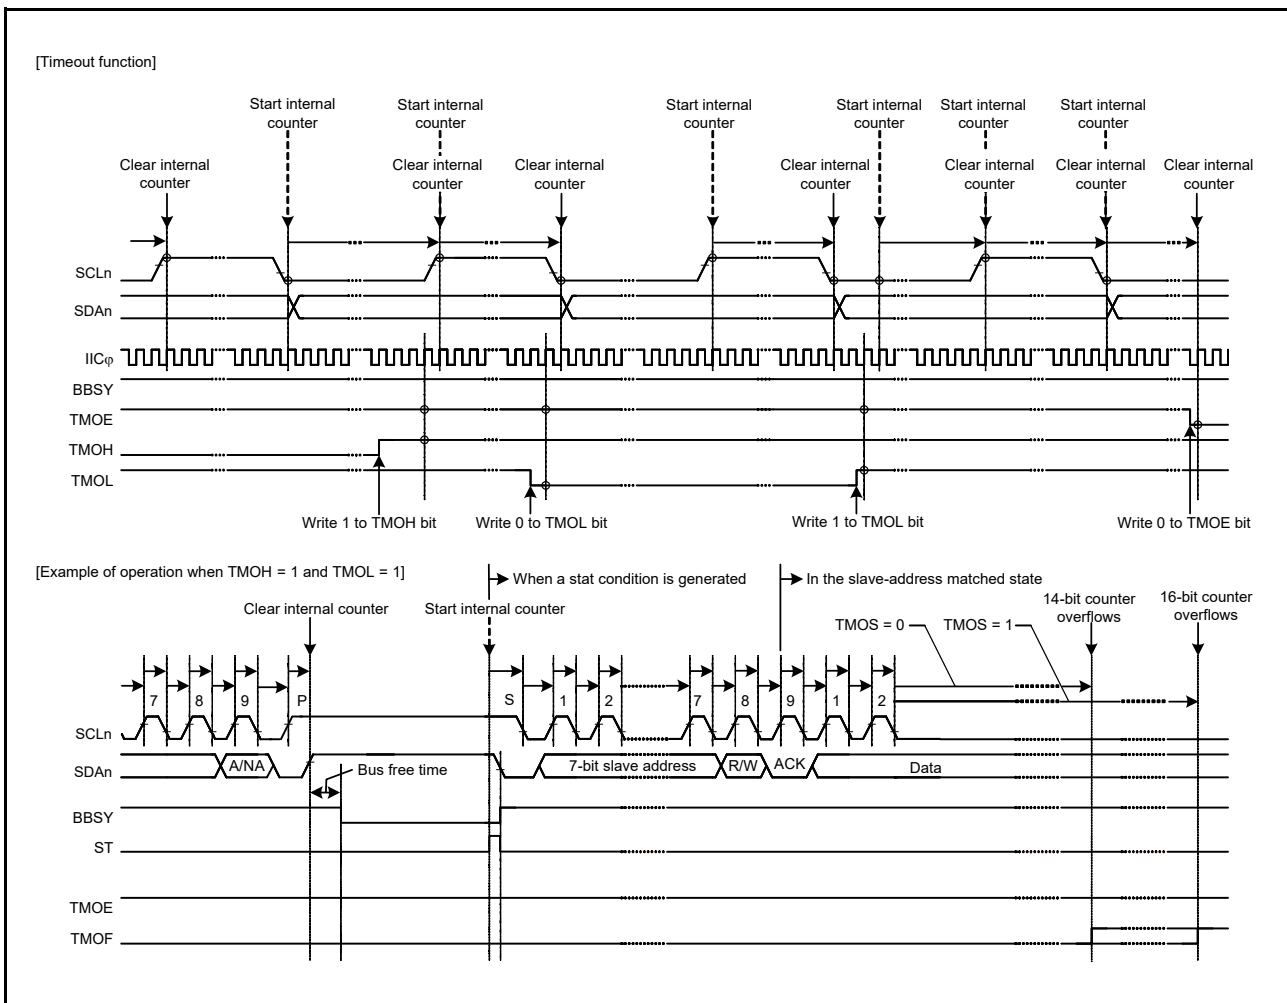 [Timeout function]
Start internal
counter
Start internal
counter
Start internal
counter
Start internal
counter
Start internal
counter
Start internal
counter
Clear internal
counter
Clear internal
counter
Clear internal
counter
Clear internal
counter
Clear internal
counter
Clear internal
counter
Clear internal
counter
SCLn
SDAn
IICφ
BBSY
TMOE
TMOH
TMOL
Write 1 to TMOH bit
Write 0 to TMOL bit
Write 1 to TMOL bit
Write 0 to TMOE bit
[Example of operation when TMOH = 1 and TMOL = 1]
When a stat condition is generated
In the slave-address matched state
Clear internal counter
Start internal counter
14-bit counter
overflows
16-bit counter
overflows
TMOS = 0
TMOS = 1
7 8 9 P S 1 2 7 8 9 1 2
SCLn
SDAn
A/NA
7-bit slave address
R/W
ACK
Data
Bus free time
BBSY
ST
TMOE
TMOF